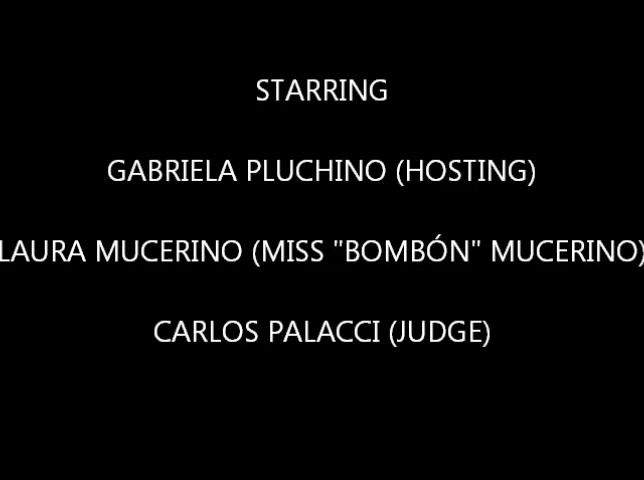 STARRING
GABRIELA PLUCHINO (HOSTING)
LAURA MUCERINO (MISS "BOMBÓN" MUCERINO)
CARLOS PALACCI (JUDGE)